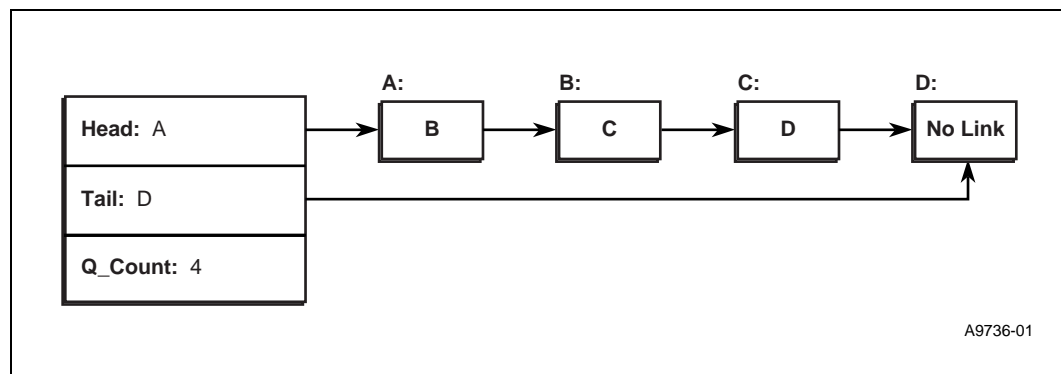 A: B: C: D:
Head: A B C D No Link
Tail: D
Q_Count: 4
A9736-01